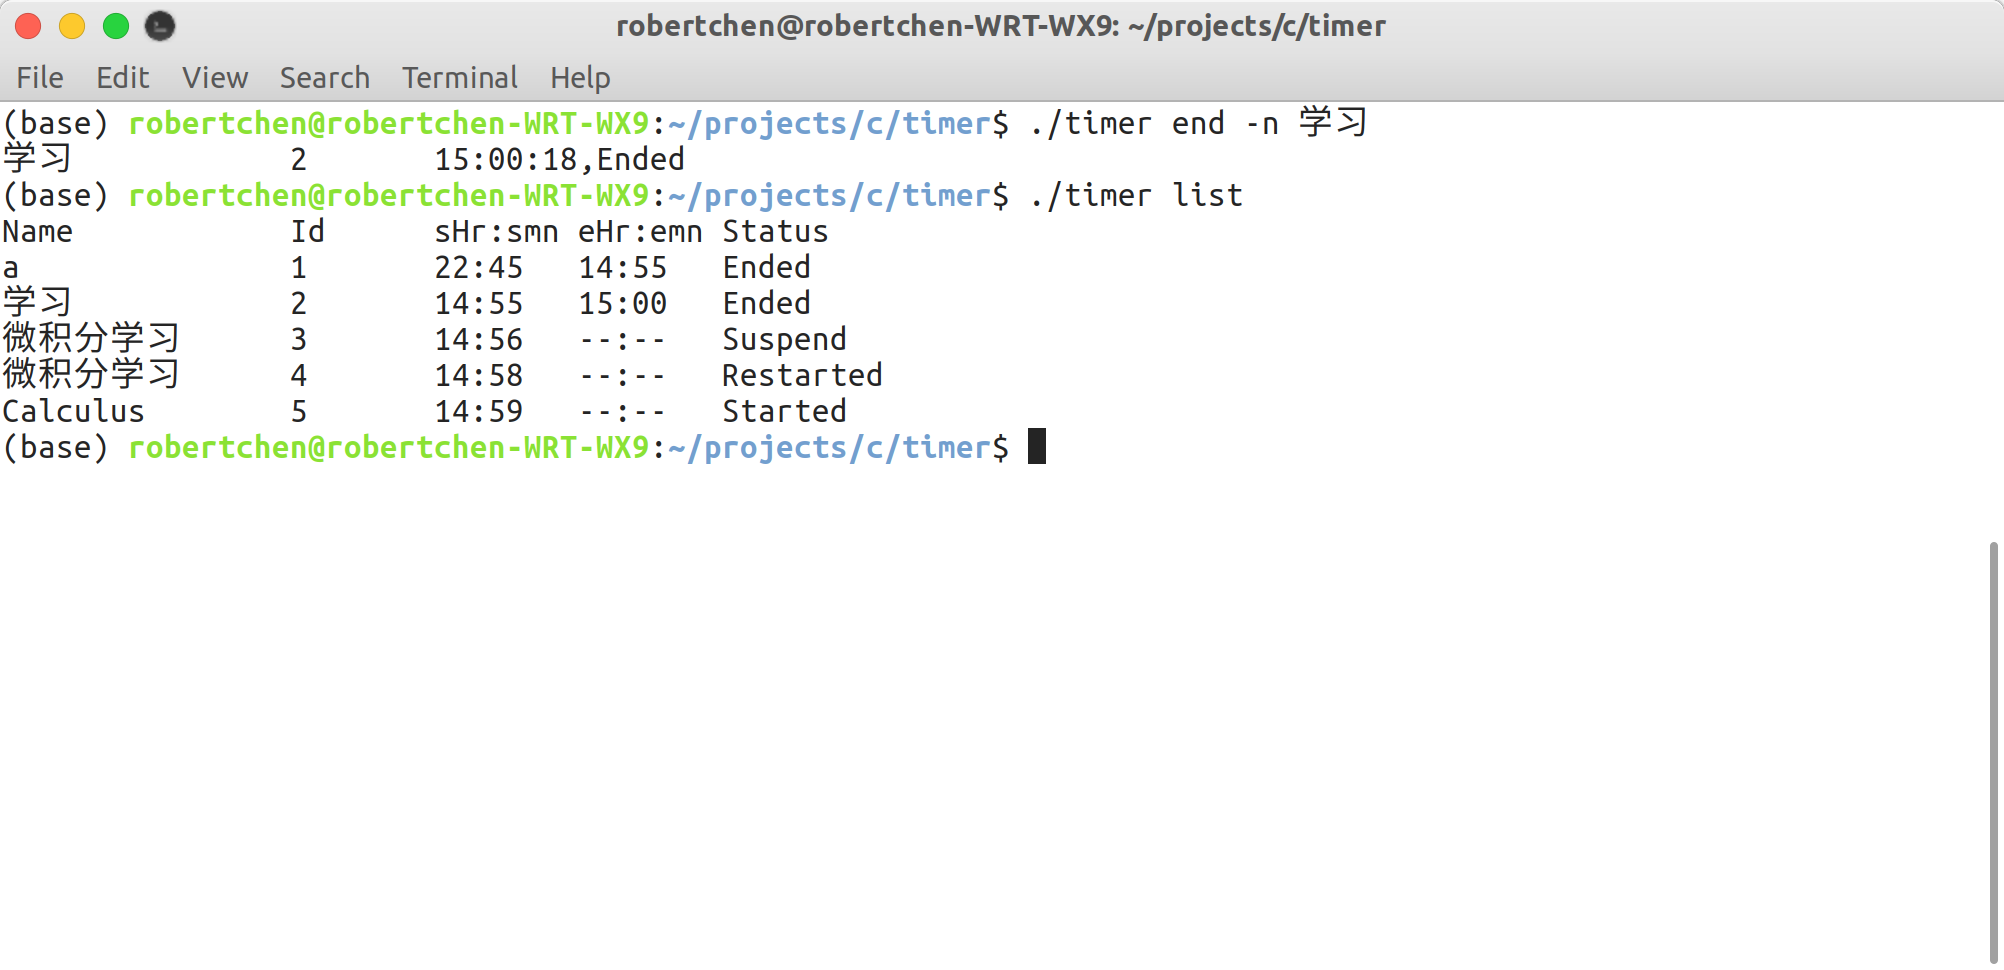 robertchen@robertchen-WRT-WX9: ~/projects/c/timer
File Edit View Search Terminal Help
(base) robertchen@robertchen-WRT-WX9:~/projects/c/timer$ ./timer end -n 学习
学习 2 15:00:18,Ended
(base) robertchen@robertchen-WRT-WX9:~/projects/c/timer$ ./timer list
Name Id sHr:smn eHr:emn Status
a 1 22:45 14:55 Ended
学习 2 14:55 15:00 Ended
微积分学习 3 14:56 --:-- Suspend
微积分学习 4 14:58 --:-- Restarted
Calculus 5 14:59 --:-- Started
(base) robertchen@robertchen-WRT-WX9:~/projects/c/timer$